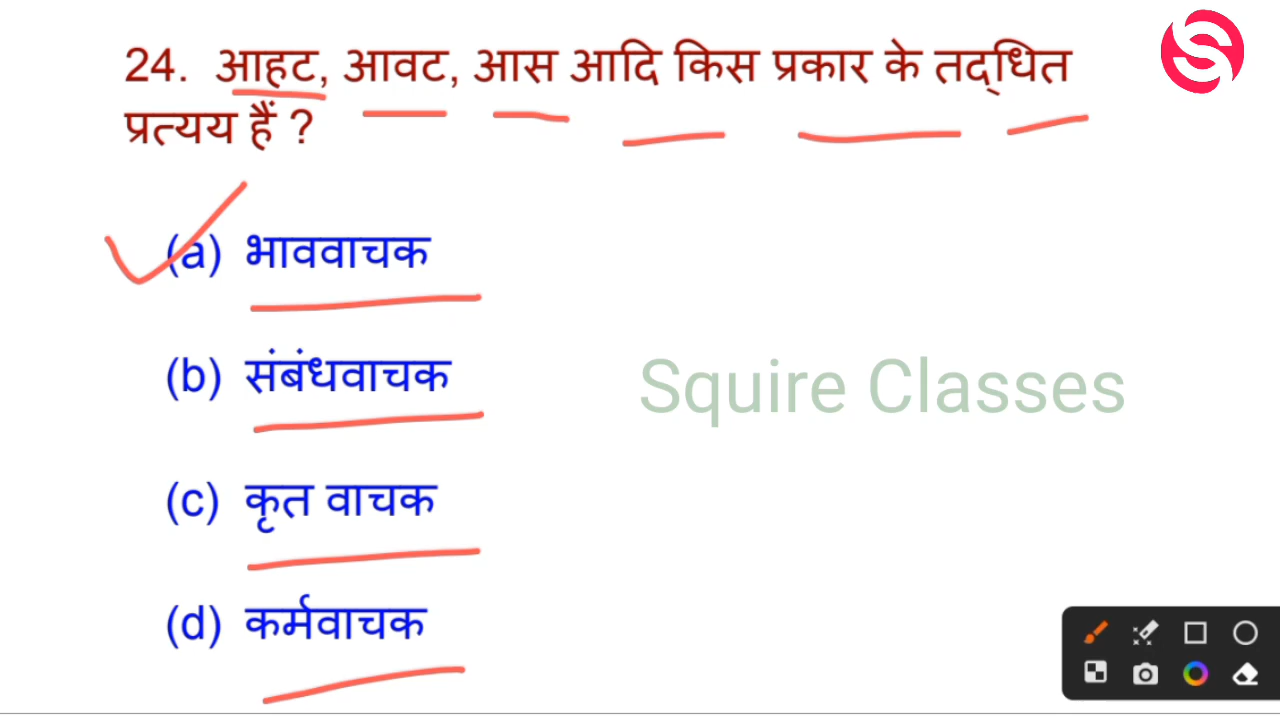 24. आहट, आवट, आस आदि किस प्रकार के तद्धित
प्रत्यय हैं ?
(a) भाववाचक
(b) संबंधवाचक
Squire Classes
(c) कृत वाचक
(d) कर्मवाचक